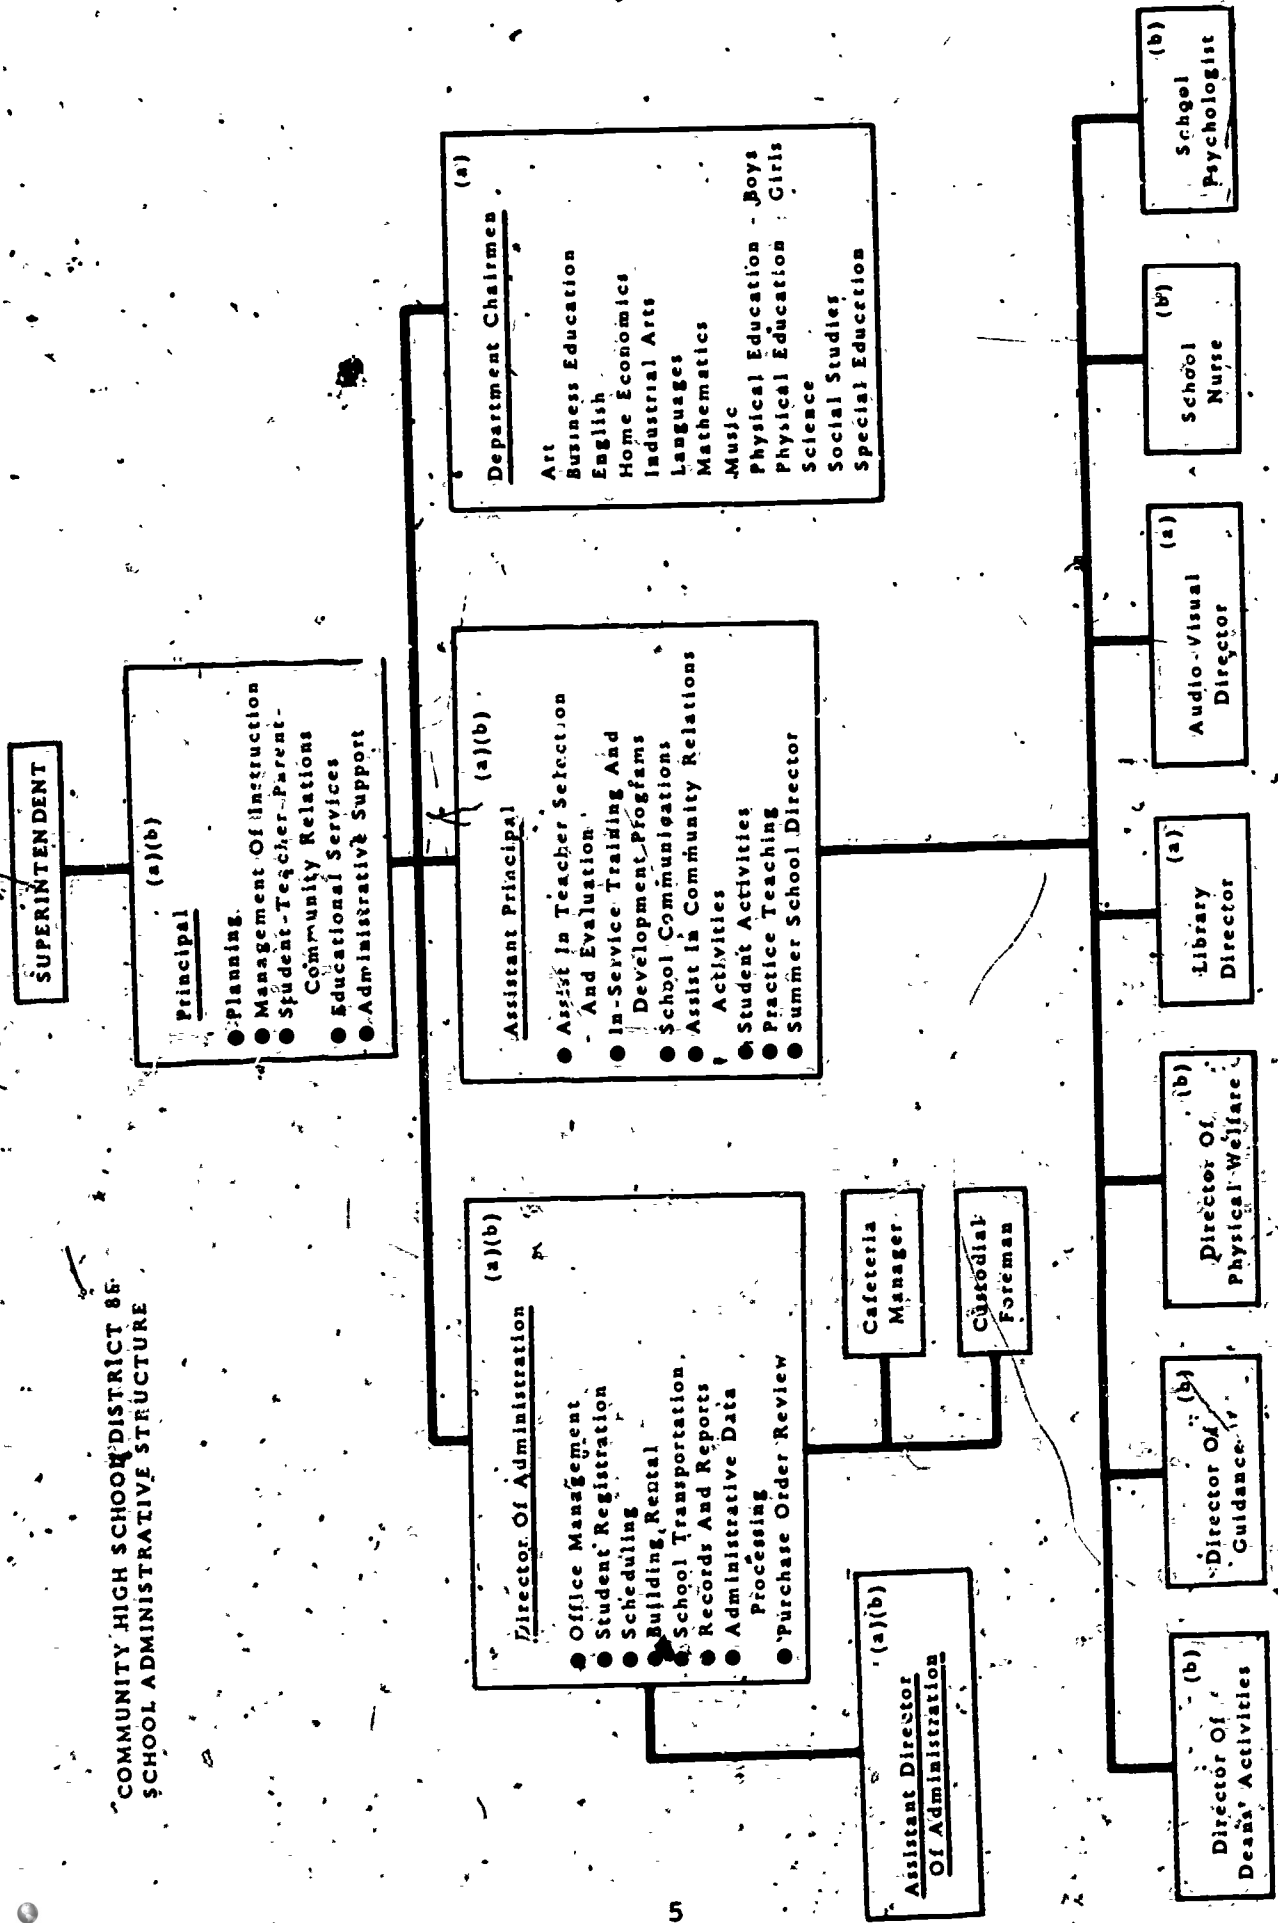 COMMUNITY HIGH SCHOOL DISTRICT 86
SCHOOL ADMINISTRATIVE STRUCTURE
SUPERINTENDENT
(a)(b)
Principal
● Planning
● Management Of Instruction
● Student-Teacher-Parent-
Community Relations
● Educational Services
● Administrative Support
(a)(b)
Director Of Administration
● Office Management
● Student Registration
● Scheduling
● Building Rental
● School Transportation
● Records And Reports
● Administrative Data
Processing
● Purchase Order Review
(a)(b)
Assistant Principal
● Assist In Teacher Selection
And Evaluation
● In-Service Training And
Development Programs
● School Communications
● Assist in Community Relations
Activities
● Student Activities
● Practice Teaching
● Summer School Director
(a)
Department Chairmen
Art
Business Education
English
Home Economics
Industrial Arts
Languages
Mathematics
Music
Physical Education - Boys
Physical Education - Girls
Science
Social Studies
Special Education
Cafeteria
Manager
Custodial
Foreman
(a)(b)
Assistant Director
Of Administration
(b)
Director Of
Deans' Activities
(b)
Director Of
Guidance
(b)
Director Of
Physical Welfare
(a)
Library
Director
(a)
Audio-Visual
Director
(b)
School
Nurse
(b)
School
Psychologist
5